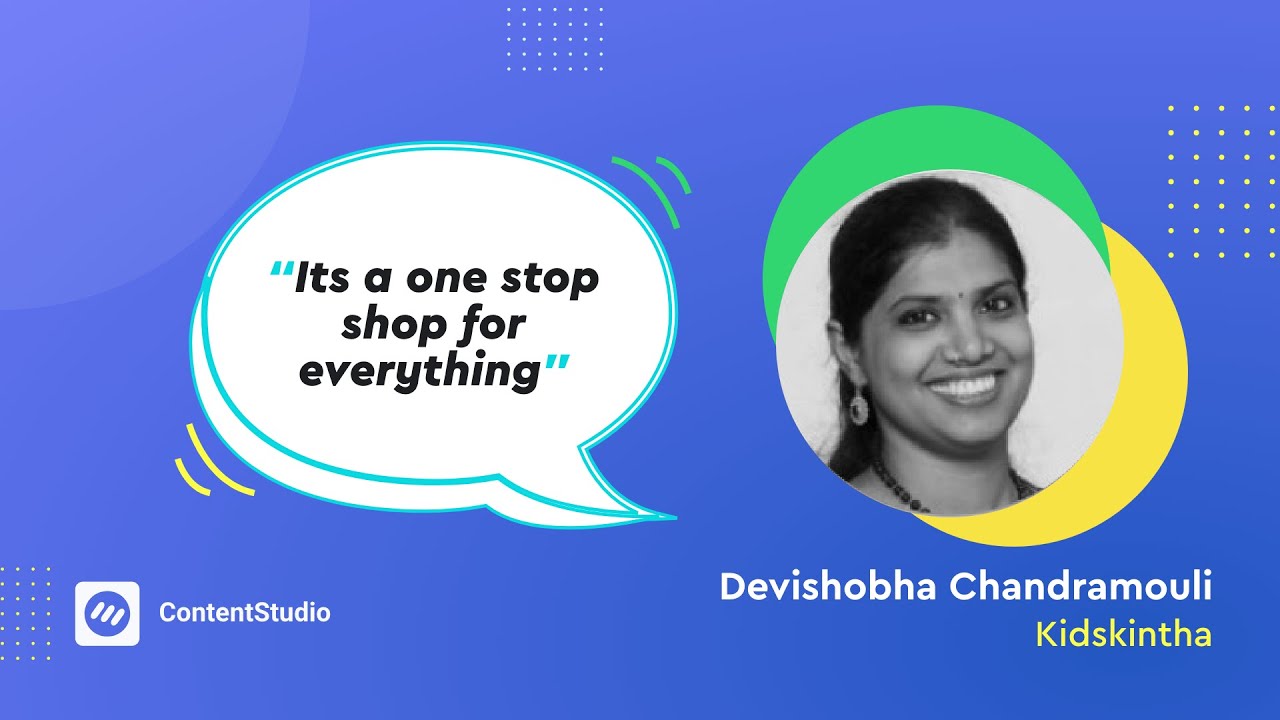 “Its a one stop
shop for
everything”
Devishobha Chandramouli
Kidskintha
ContentStudio